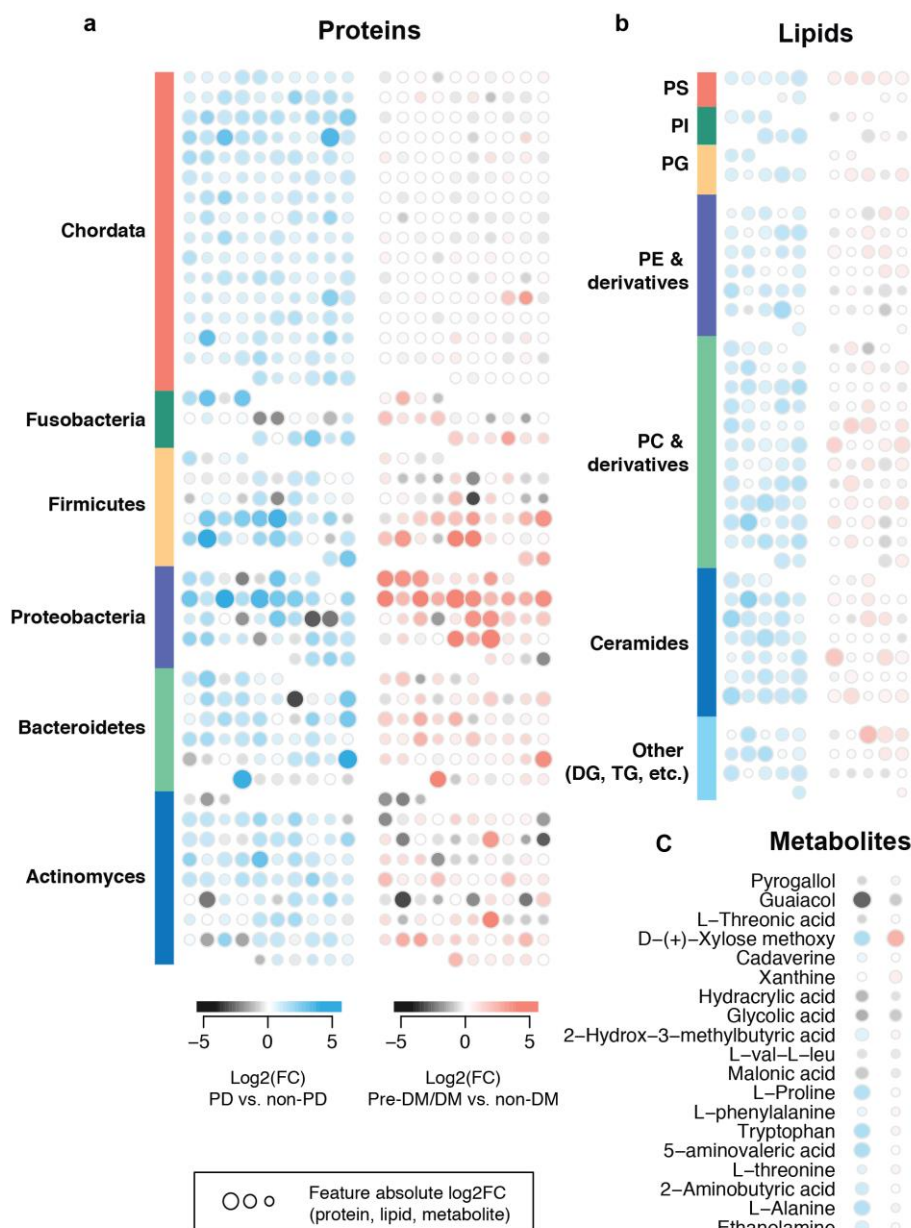 a
Proteins
Chordata
Fusobacteria
Firmicutes
Proteobacteria
Bacteroidetes
Actinomyces
−5 0 5
Log2(FC)
PD vs. non-PD
−5 0 5
Log2(FC)
Pre-DM/DM vs. non-DM
Feature absolute log2FC
(protein, lipid, metabolite)
b
Lipids
PS
PI
PG
PE &
derivatives
PC &
derivatives
Ceramides
Other
(DG, TG, etc.)
C
Metabolites
Pyrogallol
Guaiacol
L−Threonic acid
D−(+)−Xylose methoxy
Cadaverine
Xanthine
Hydracrylic acid
Glycolic acid
2−Hydrox−3−methylbutyric acid
L−val−L−leu
Malonic acid
L−Proline
L−phenylalanine
Tryptophan
5−aminovaleric acid
L−threonine
2−Aminobutyric acid
L−Alanine
Ethanolamine